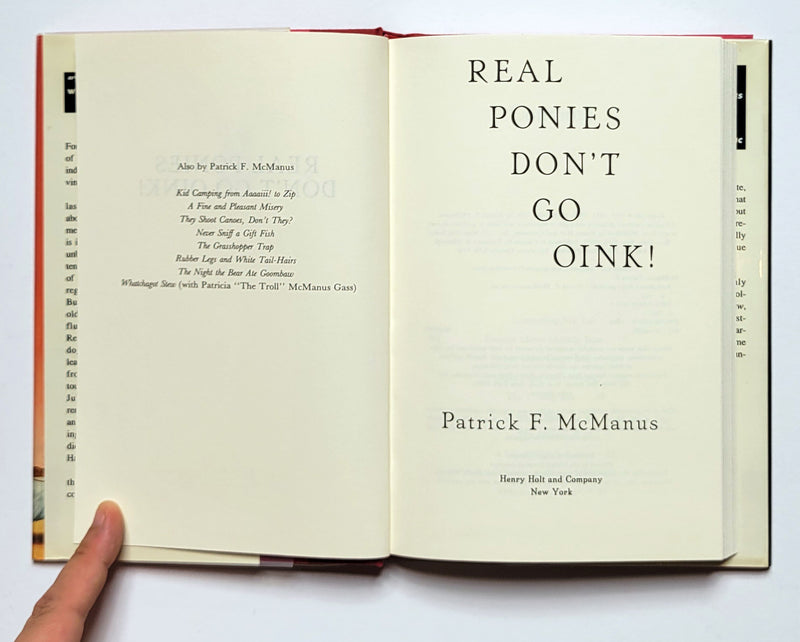 Also by Patrick F. McManus
Kid Camping from Aaaaiii! to Zip
A Fine and Pleasant Misery
They Shoot Canoes, Don't They?
Never Sniff a Gift Fish
The Grasshopper Trap
Rubber Legs and White Tail-Hairs
The Night the Bear Ate Goombaw
Whatchagot Stew (with Patricia "The Troll" McManus Gass)
REAL
PONIES
DON'T
GO
OINK!
Patrick F. McManus
Henry Holt and Company
New York